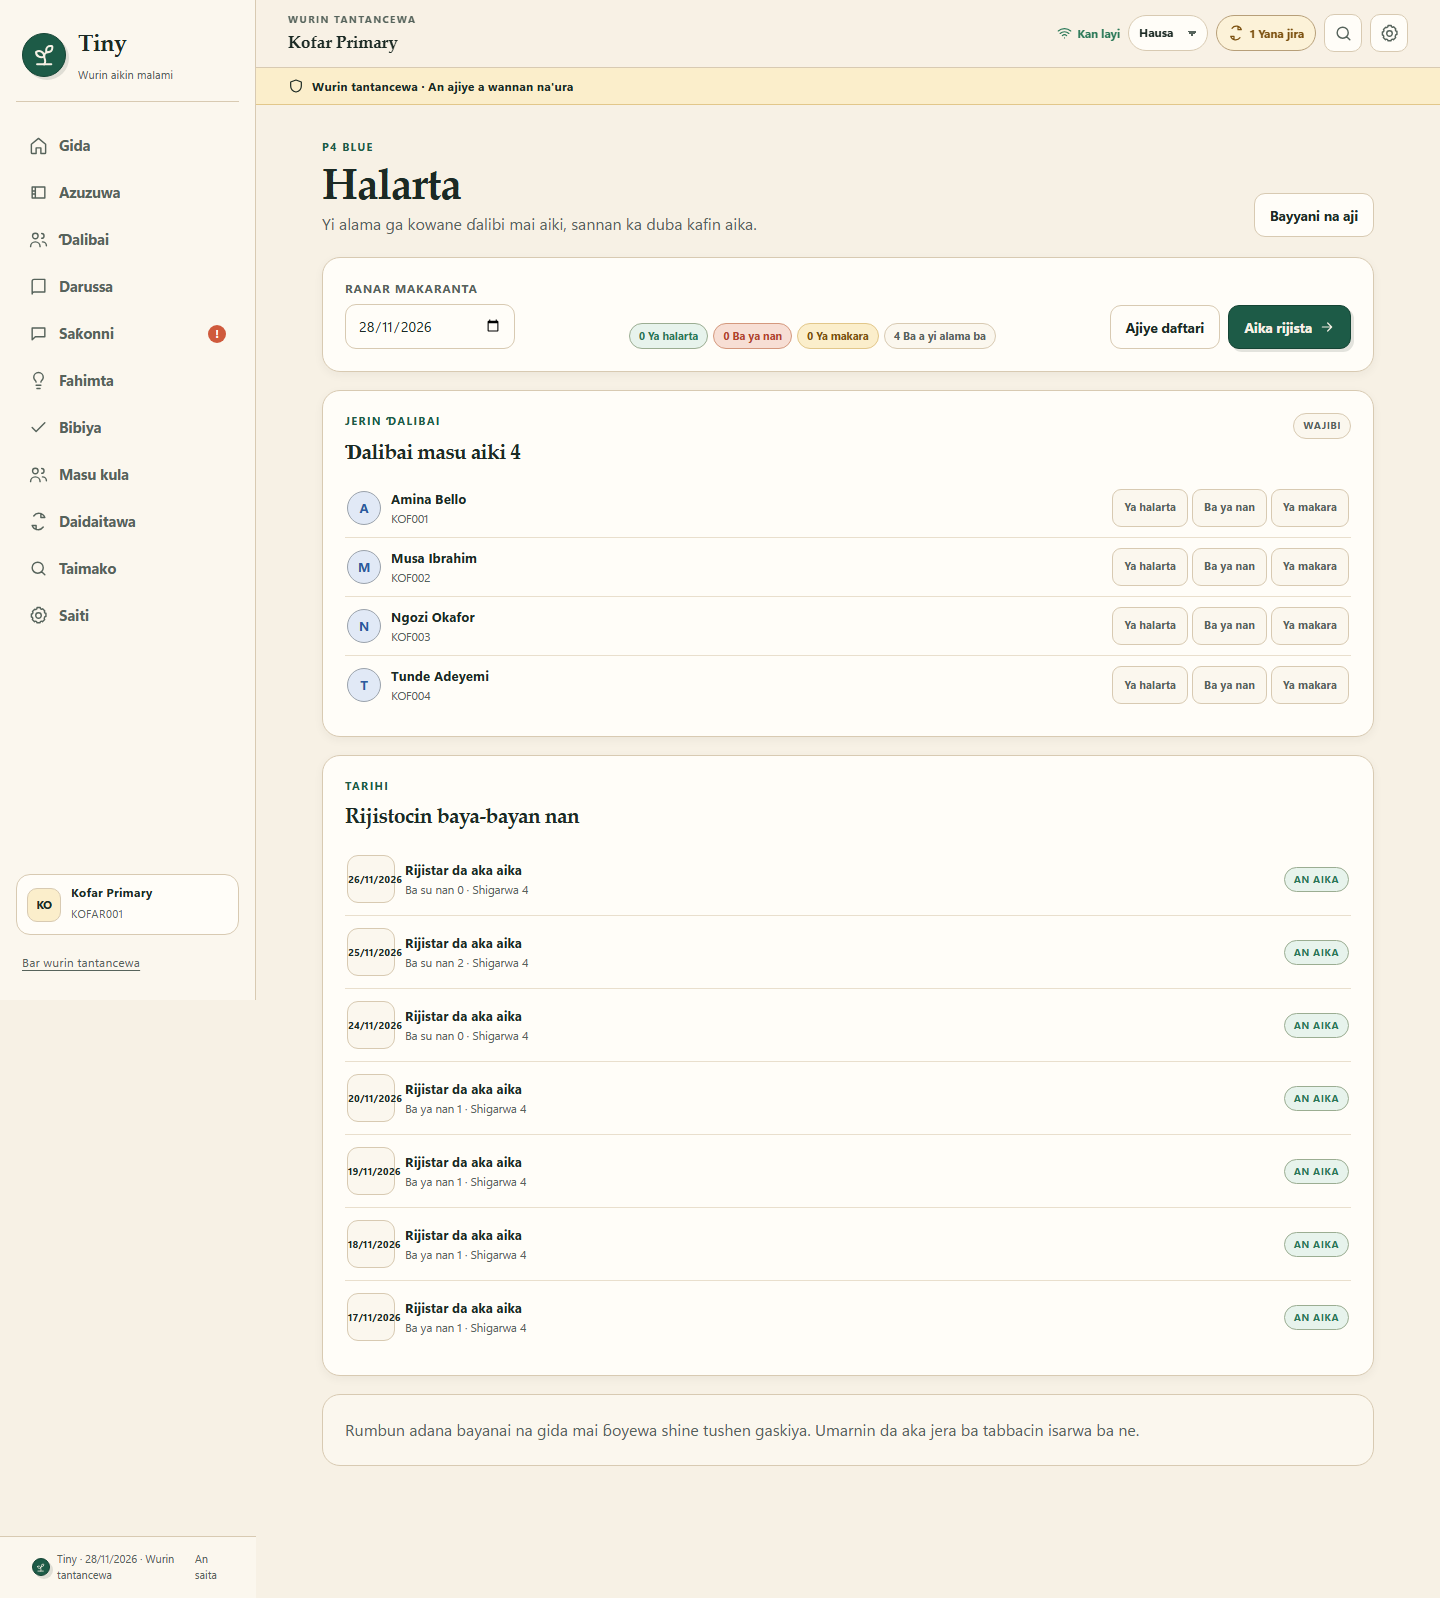 Tiny
Wurin aikin malami
Gida
Azuzuwa
Ɗalibai
Darussa
Saƙonni
!
Fahimta
Bibiya
Masu kula
Daidaitawa
Taimako
Saiti
KO
Kofar Primary
KOFAR001
Bar wurin tantancewa
Tiny · 28/11/2026 · Wurin tantancewa
An saita
WURIN TANTANCEWA
Kofar Primary
Kan layi
Hausa
1 Yana jira
Wurin tantancewa · An ajiye a wannan na'ura
P4 BLUE
Halarta
Yi alama ga kowane ɗalibi mai aiki, sannan ka duba kafin aika.
Bayyani na aji
RANAR MAKARANTA
28/11/2026
0 Ya halarta
0 Ba ya nan
0 Ya makara
4 Ba a yi alama ba
Ajiye daftari
Aika rijista
JERIN ƊALIBAI
Ɗalibai masu aiki 4
WAJIBI
A
Amina Bello
KOF001
Ya halarta Ba ya nan Ya makara
M
Musa Ibrahim
KOF002
Ya halarta Ba ya nan Ya makara
N
Ngozi Okafor
KOF003
Ya halarta Ba ya nan Ya makara
T
Tunde Adeyemi
KOF004
Ya halarta Ba ya nan Ya makara
TARIHI
Rijistocin baya-bayan nan
26/11/2026
Rijistar da aka aika
Ba su nan 0 · Shigarwa 4
AN AIKA
25/11/2026
Rijistar da aka aika
Ba su nan 2 · Shigarwa 4
AN AIKA
24/11/2026
Rijistar da aka aika
Ba su nan 0 · Shigarwa 4
AN AIKA
20/11/2026
Rijistar da aka aika
Ba ya nan 1 · Shigarwa 4
AN AIKA
19/11/2026
Rijistar da aka aika
Ba ya nan 1 · Shigarwa 4
AN AIKA
18/11/2026
Rijistar da aka aika
Ba ya nan 1 · Shigarwa 4
AN AIKA
17/11/2026
Rijistar da aka aika
Ba ya nan 1 · Shigarwa 4
AN AIKA
Rumbun adana bayanai na gida mai ɓoyewa shine tushen gaskiya. Umarnin da aka jera ba tabbacin isarwa ba ne.